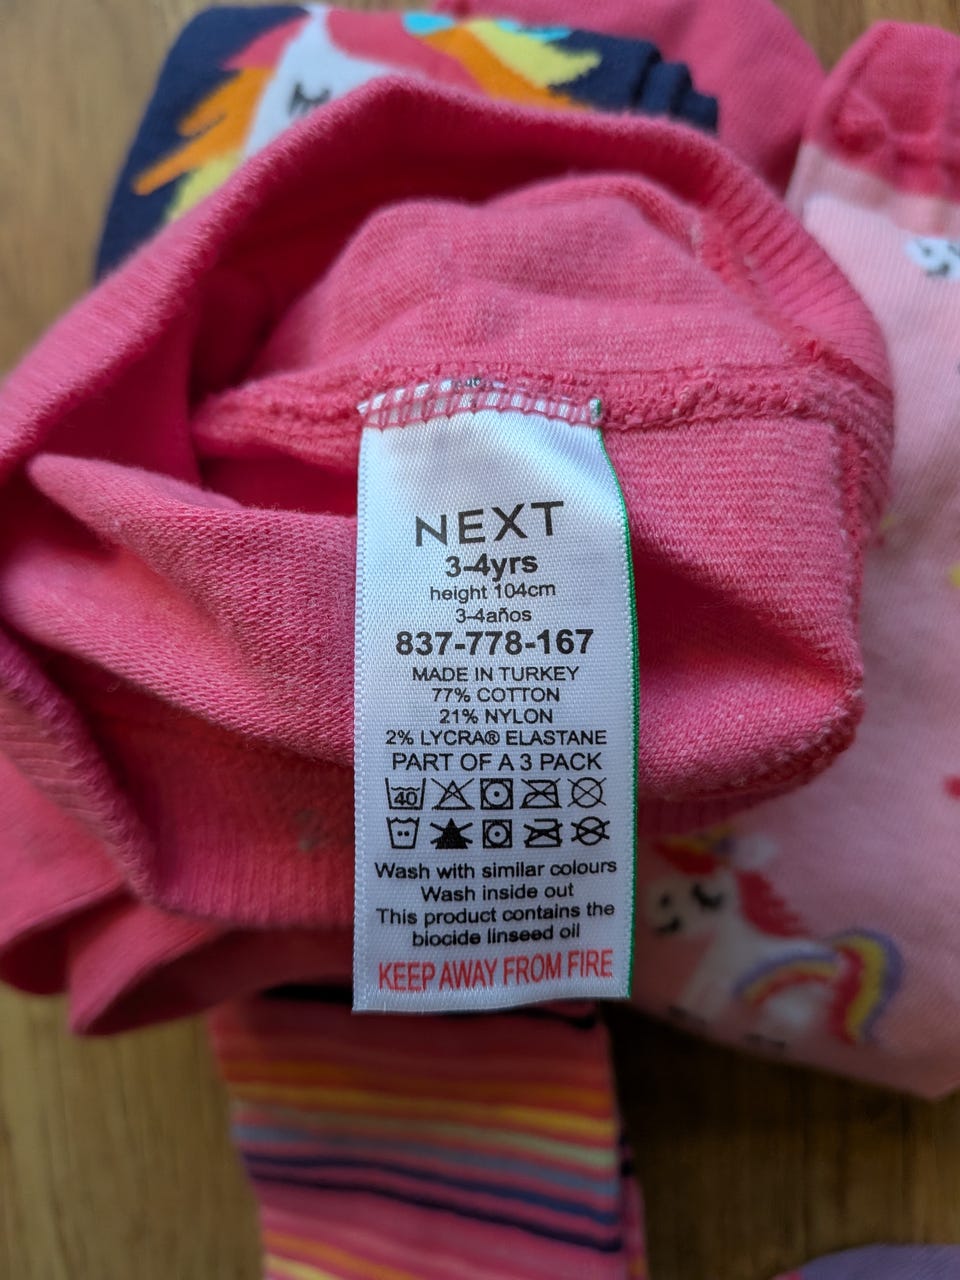 NEXT
3-4yrs
height 104cm
3-4años
837-778-167
MADE IN TURKEY
77% COTTON
21% NYLON
2% LYCRA® ELASTANE
PART OF A 3 PACK
40
Wash with similar colours
Wash inside out
This product contains the
biocide linseed oil
KEEP AWAY FROM FIRE